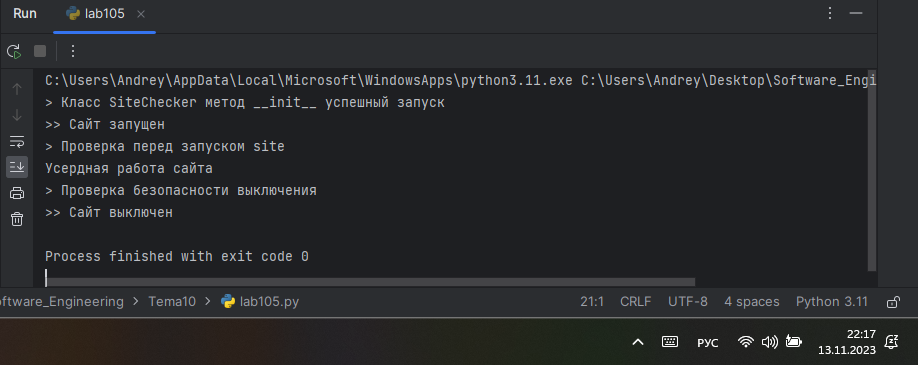 Run lab105
C:\Users\Andrey\AppData\Local\Microsoft\WindowsApps\python3.11.exe C:\Users\Andrey\Desktop\Software_Engi
> Класс SiteChecker метод __init__ успешный запуск
>> Сайт запущен
> Проверка перед запуском site
Усердная работа сайта
> Проверка безопасности выключения
>> Сайт выключен
Process finished with exit code 0
oftware_Engineering > Tema10 > lab105.py 21:1 CRLF UTF-8 4 spaces Python 3.11
РУС 22:17
13.11.2023